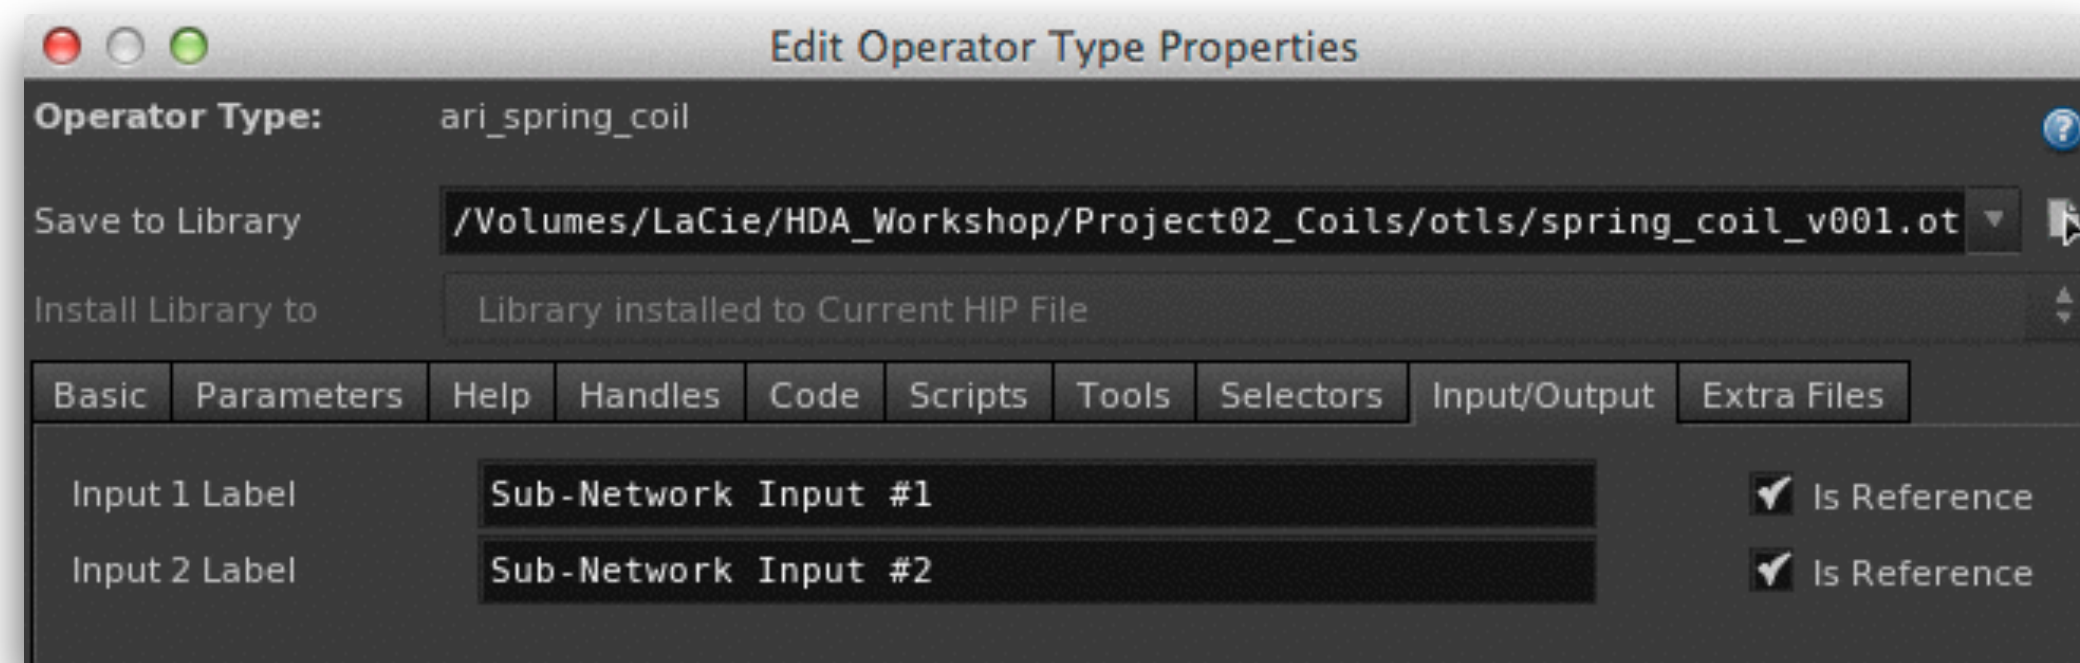 Edit Operator Type Properties
Operator Type: ari_spring_coil
?
Save to Library /Volumes/LaCie/HDA_Workshop/Project02_Coils/otls/spring_coil_v001.ot
Install Library to Library installed to Current HIP File
Basic Parameters Help Handles Code Scripts Tools Selectors Input/Output Extra Files
Input 1 Label Sub-Network Input #1 Is Reference
Input 2 Label Sub-Network Input #2 Is Reference